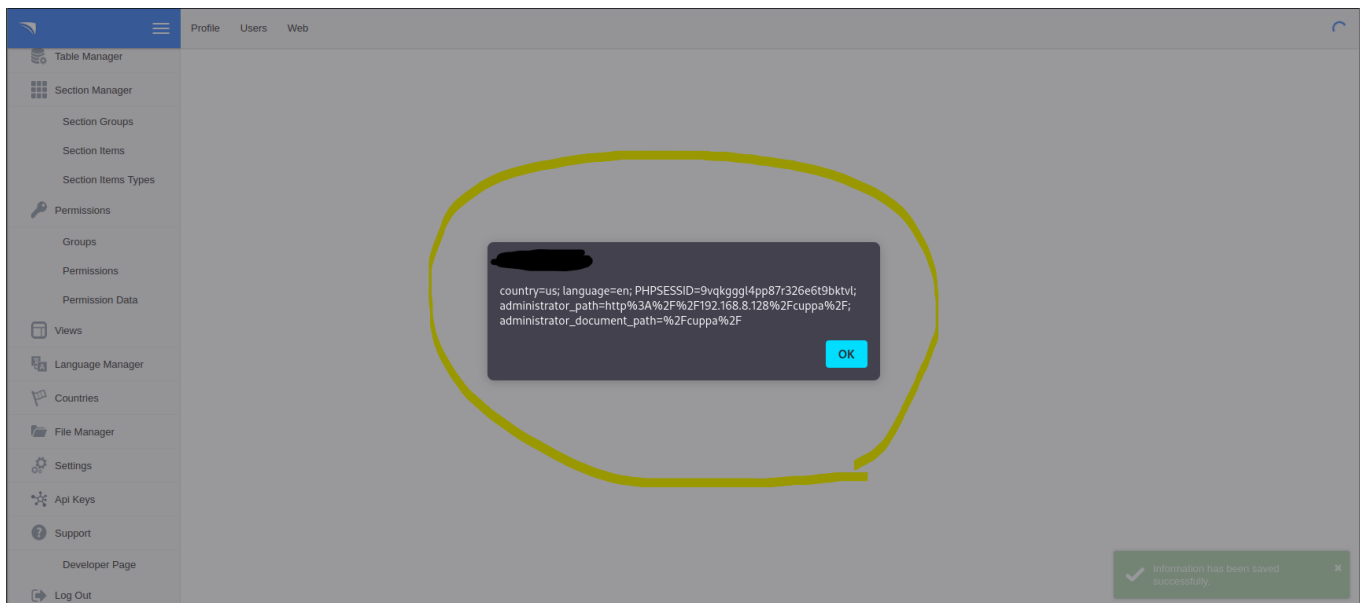 Profile Users Web
Table Manager
Section Manager
Section Groups
Section Items
Section Items Types
Permissions
Groups
Permissions
Permission Data
Views
Language Manager
Countries
File Manager
Settings
Api Keys
Support
Developer Page
Log Out
country=us; language=en; PHPSESSID=9vqkgggl4pp87r326e6t9bktvl;
administrator_path=http%3A%2F%2F192.168.8.128%2Fcuppa%2F;
administrator_document_path=%2Fcuppa%2F
OK
Information has been saved
successfully.